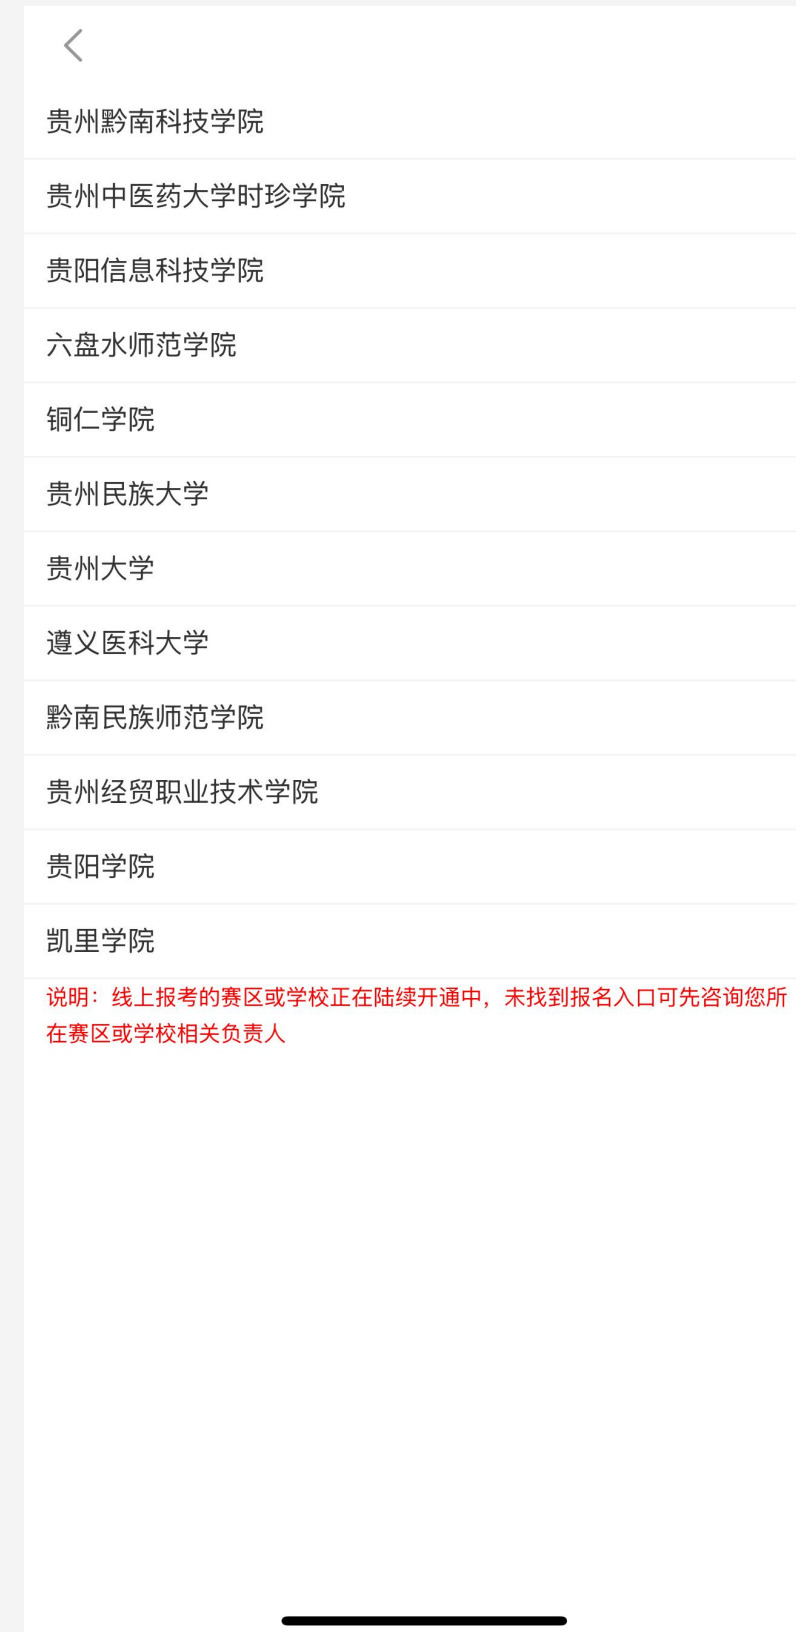 贵州黔南科技学院
贵州中医药大学时珍学院
贵阳信息科技学院
六盘水师范学院
铜仁学院
贵州民族大学
贵州大学
遵义医科大学
黔南民族师范学院
贵州经贸职业技术学院
贵阳学院
凯里学院
说明：线上报考的赛区或学校正在陆续开通中，未找到报名入口可先咨询您所
在赛区或学校相关负责人